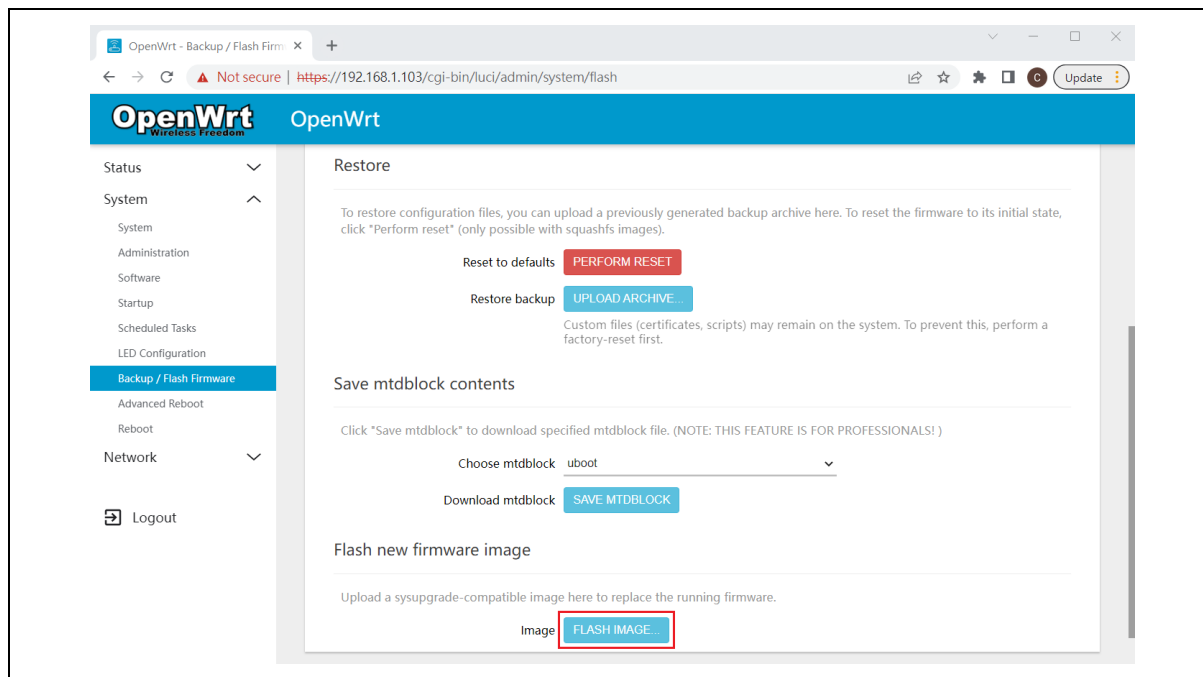 OpenWrt - Backup / Flash Firm
Not secure | https://192.168.1.103/cgi-bin/luci/admin/system/flash
C
Update
OpenWrt
Wireless Freedom
OpenWrt
Status
System
System
Administration
Software
Startup
Scheduled Tasks
LED Configuration
Backup / Flash Firmware
Advanced Reboot
Reboot
Network
Logout
Restore
To restore configuration files, you can upload a previously generated backup archive here. To reset the firmware to its initial state,
click "Perform reset" (only possible with squashfs images).
Reset to defaults PERFORM RESET
Restore backup UPLOAD ARCHIVE...
Custom files (certificates, scripts) may remain on the system. To prevent this, perform a
factory-reset first.
Save mtdblock contents
Click "Save mtdblock" to download specified mtdblock file. (NOTE: THIS FEATURE IS FOR PROFESSIONALS! )
Choose mtdblock uboot
Download mtdblock SAVE MTDBLOCK
Flash new firmware image
Upload a sysupgrade-compatible image here to replace the running firmware.
Image FLASH IMAGE...